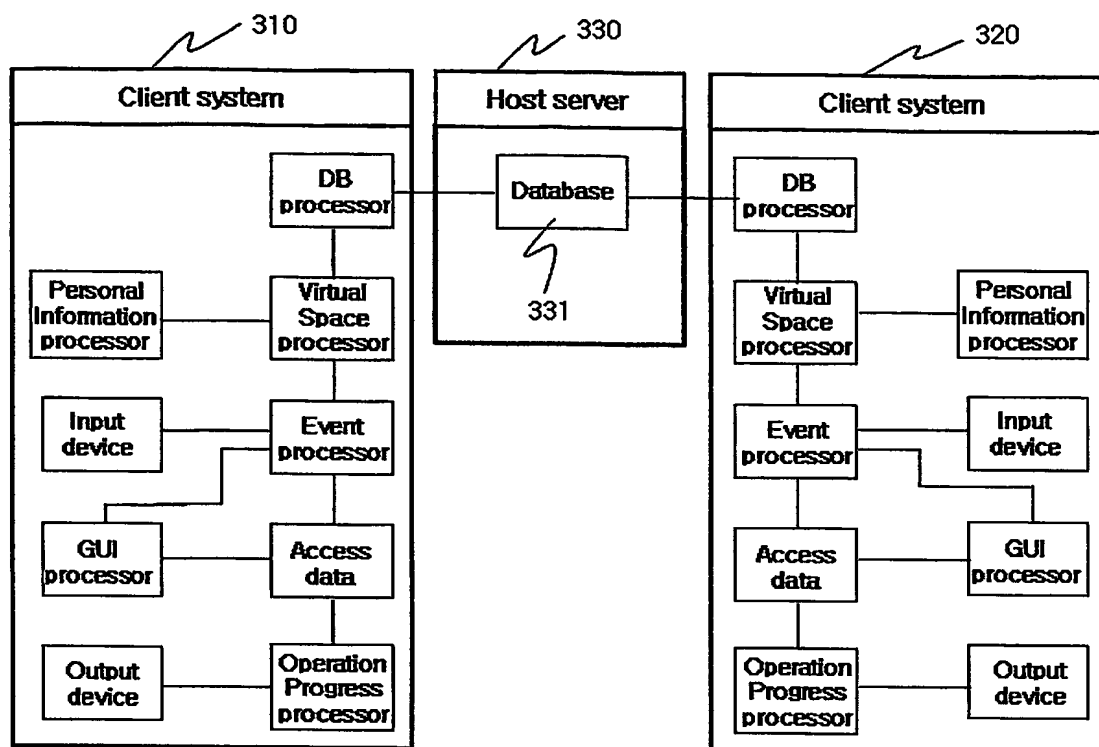 310
330
320
Client system
Host server
Client system
DB
processor
Database
DB
processor
331
Personal
Information
processor
Virtual
Space
processor
Virtual
Space
processor
Personal
Information
processor
Input
device
Event
processor
Event
processor
Input
device
GUI
processor
Access
data
Access
data
GUI
processor
Output
device
Operation
Progress
processor
Operation
Progress
processor
Output
device